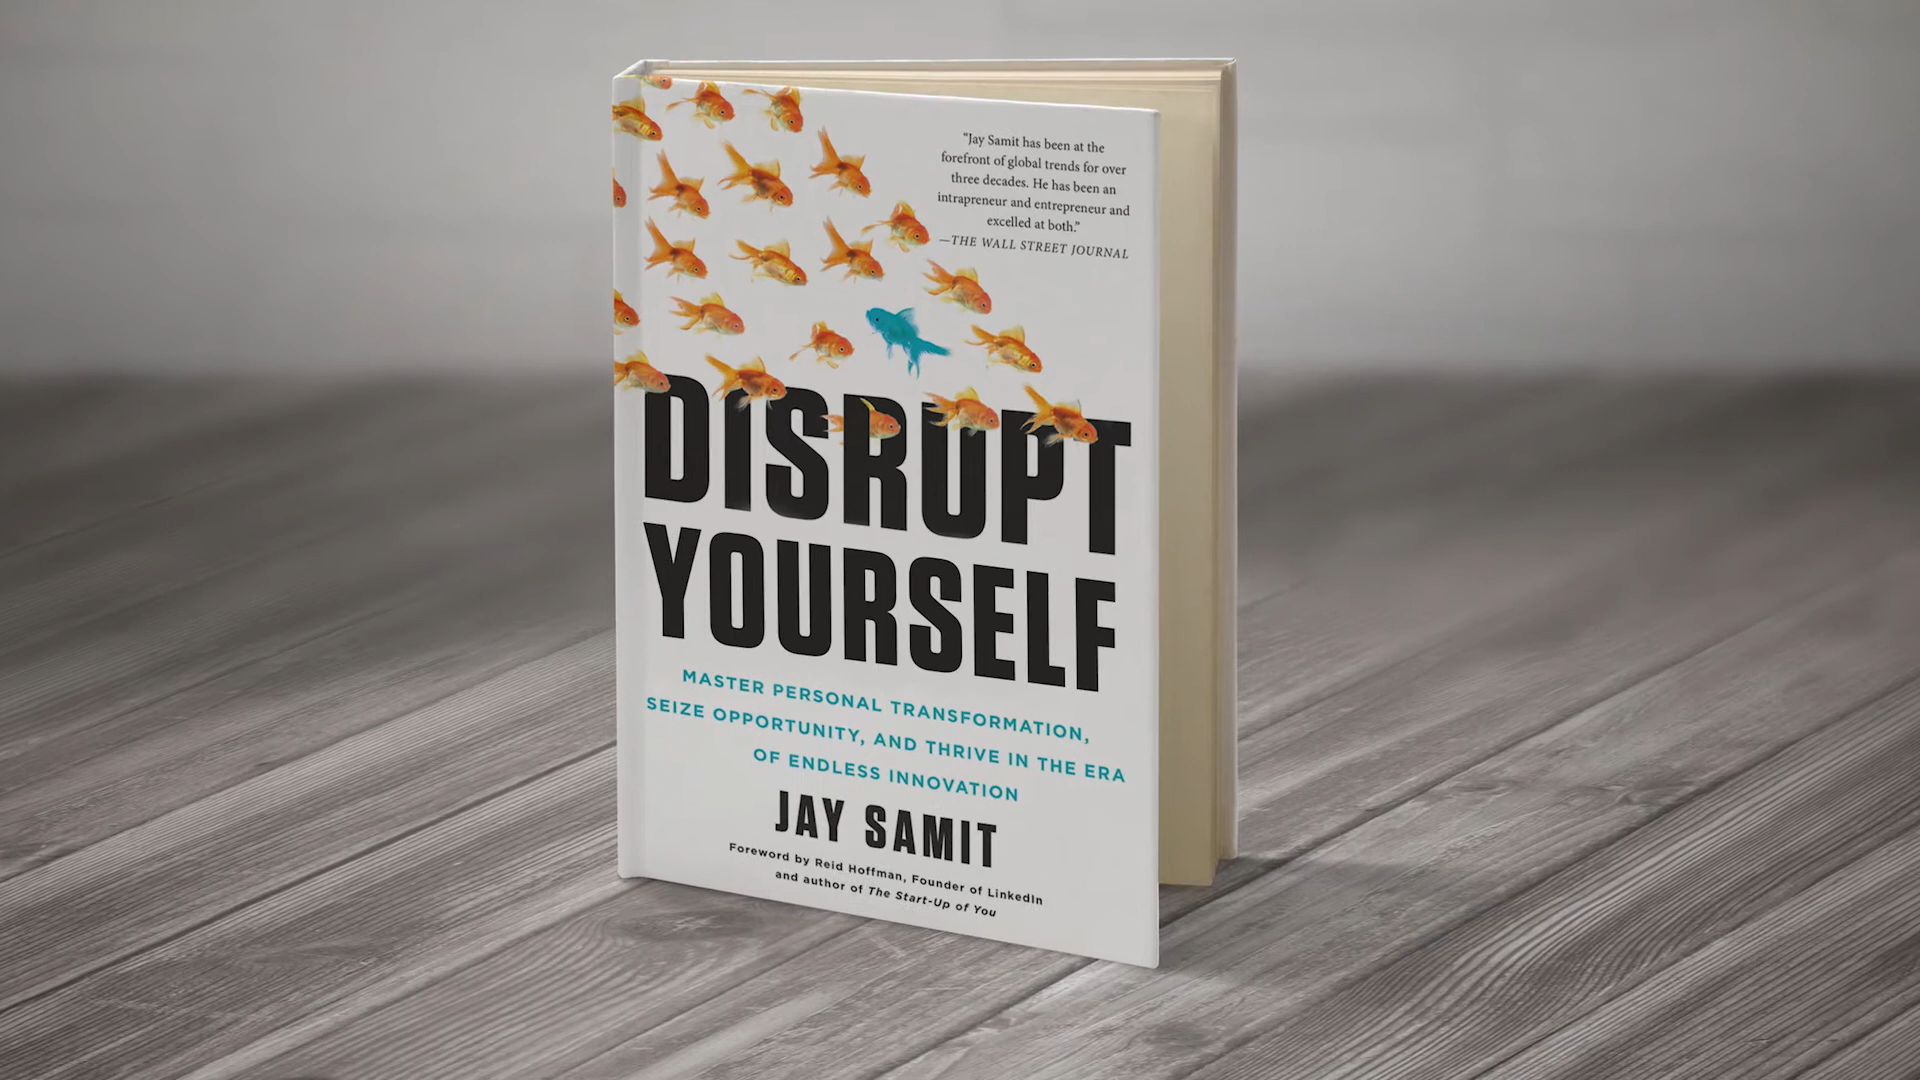 "Jay Samit has been at the
forefront of global trends for over
three decades. He has been an
intrapreneur and entrepreneur and
excelled at both."
—THE WALL STREET JOURNAL
DISRUPT
YOURSELF
MASTER PERSONAL TRANSFORMATION,
SEIZE OPPORTUNITY, AND THRIVE IN THE ERA
OF ENDLESS INNOVATION
JAY SAMIT
Foreword by Reid Hoffman, Founder of LinkedIn
and author of The Start-Up of You